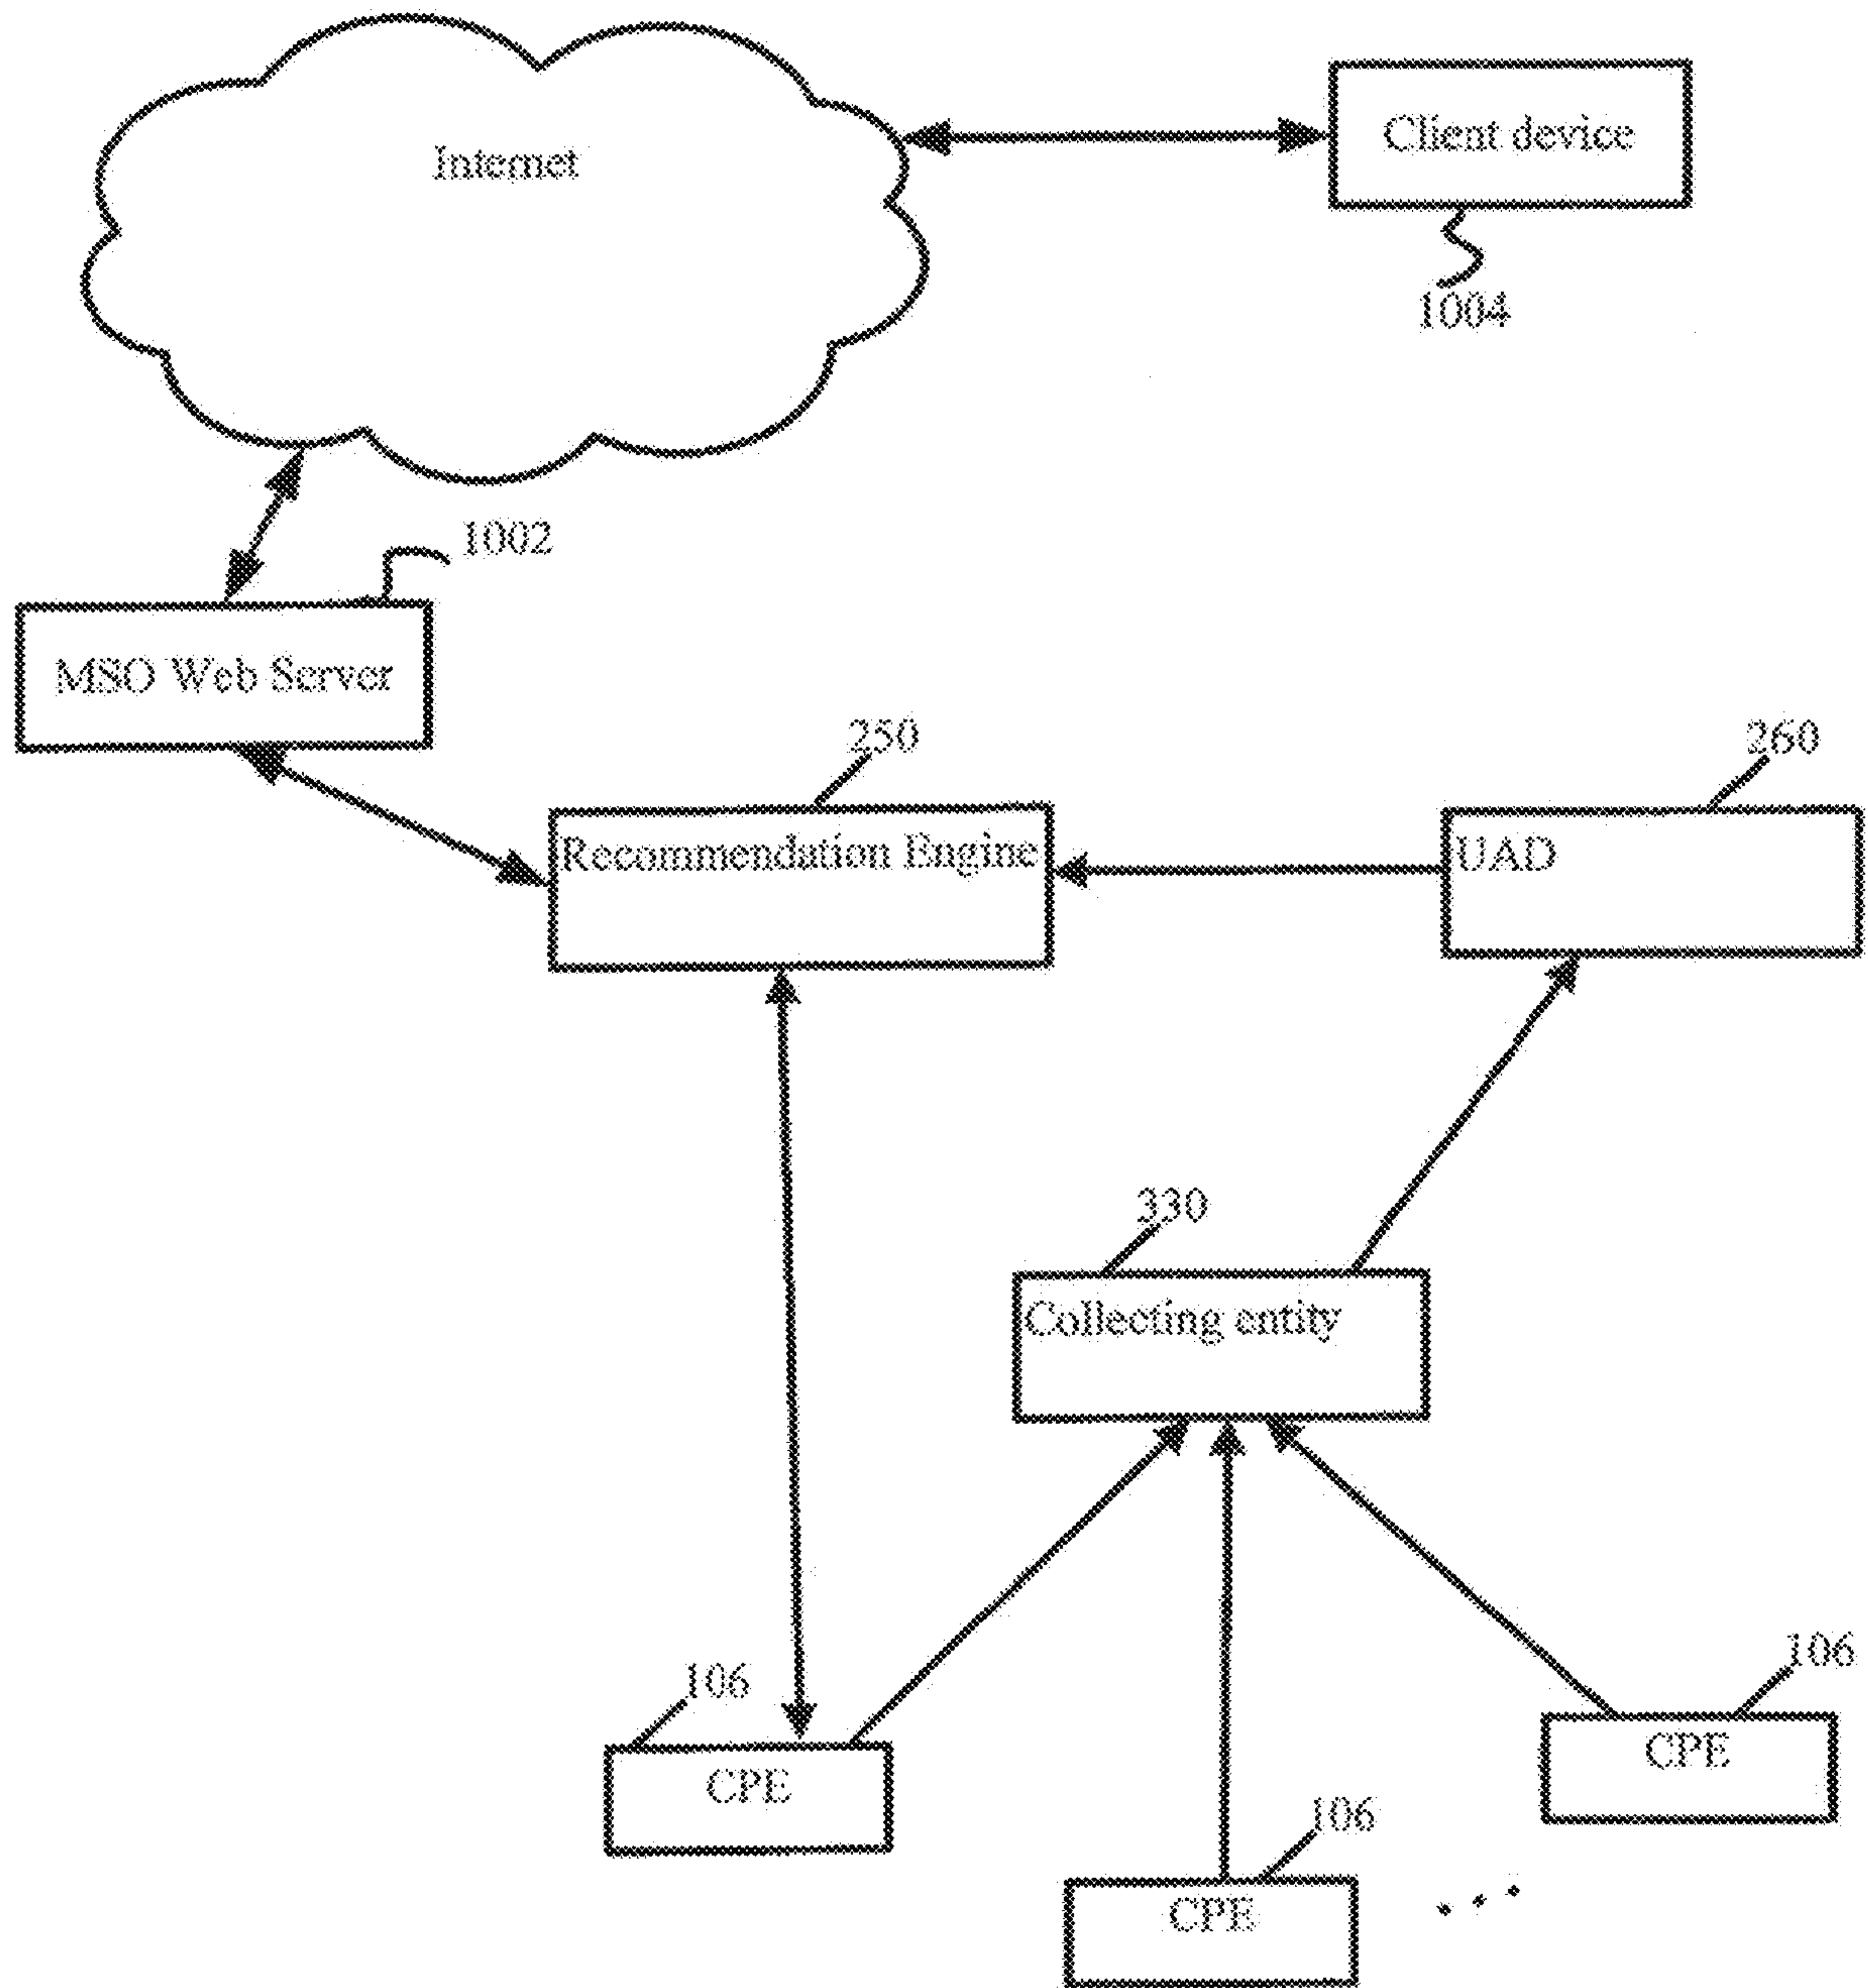 Internet
Client device
1004
1002
MSO Web Server
250
260
Recommendation Engine
UAD
330
Collecting entity
106
106
CPE
CPE
106
CPE